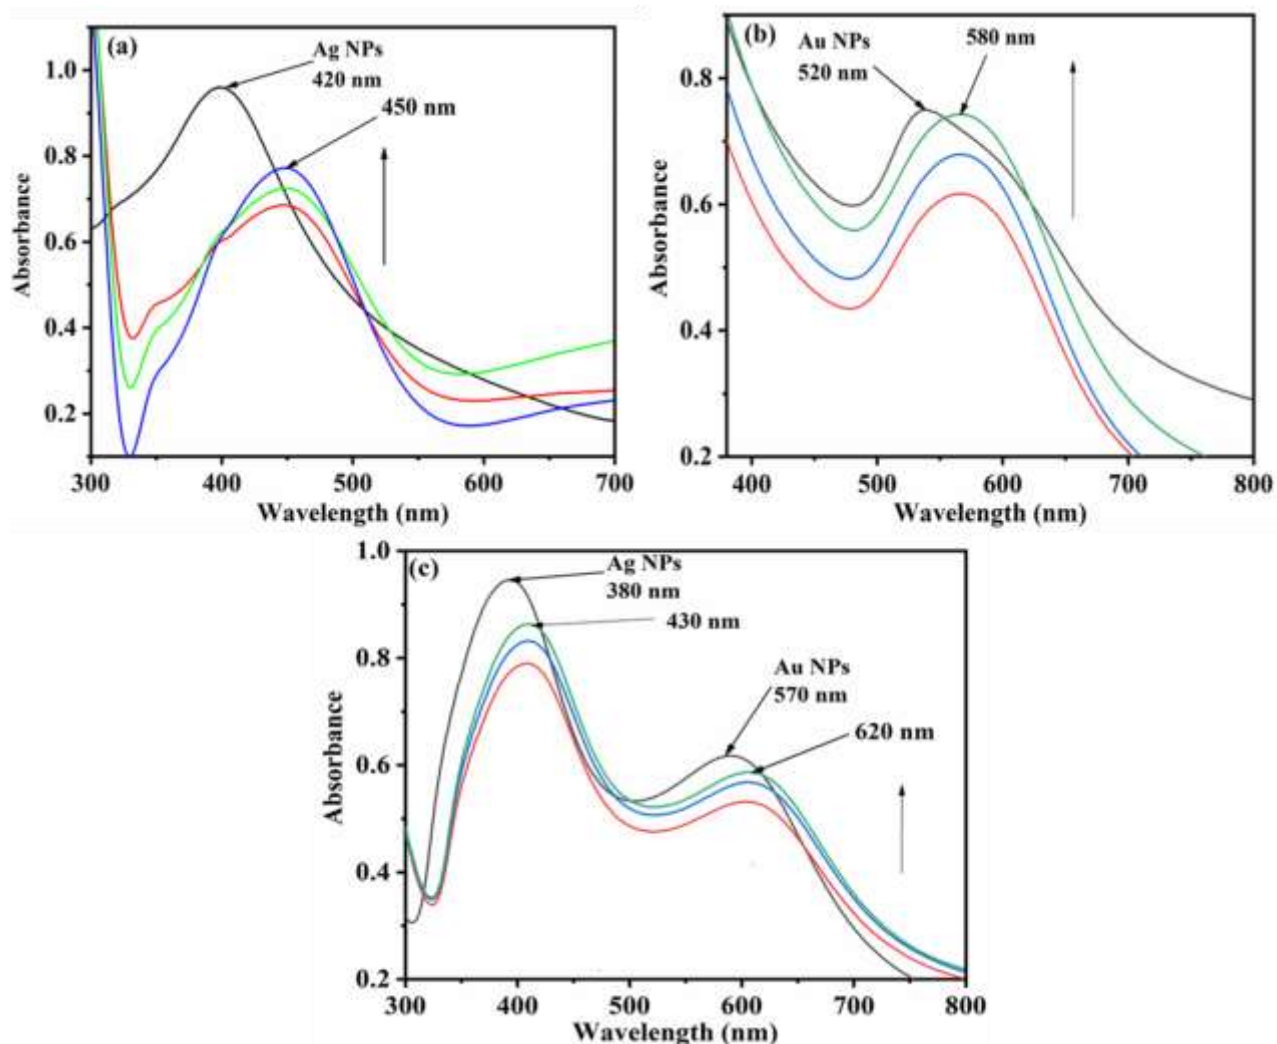 (a)
Ag NPs
420 nm
450 nm
1.0
0.8
0.6
0.4
0.2
Absorbance
300
400
500
600
700
Wavelength (nm)
(b)
Au NPs
520 nm
580 nm
0.8
0.6
0.4
0.2
Absorbance
400
500
600
700
800
Wavelength (nm)
(c)
Ag NPs
380 nm
430 nm
Au NPs
570 nm
620 nm
1.0
0.8
0.6
0.4
0.2
Absorbance
300
400
500
600
700
800
Wavelength (nm)